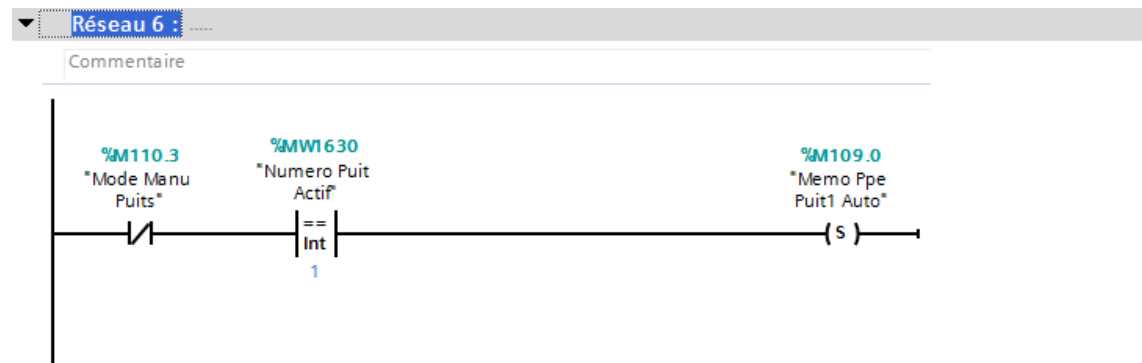 Réseau 6 : .....
Commentaire
%M110.3
"Mode Manu
Puits"
%MW1630
"Numero Puit
Actif"
==
Int
1
%M109.0
"Memo Ppe
Puit1 Auto"
S